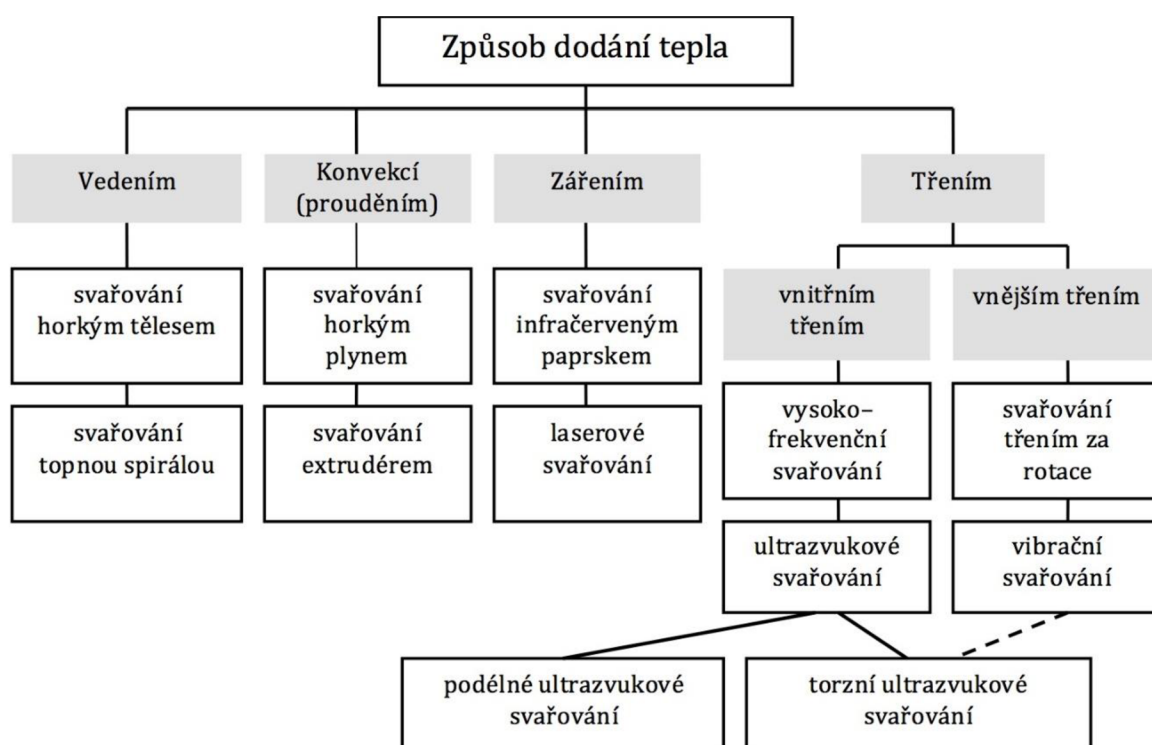 Způsob dodání tepla
Vedením
Konvekcí
(prouděním)
Zářením
Třením
svařování
horkým tělesem
svařování
horkým
plynem
svařování
infračerveným
paprskem
vnitřním
třením
vnějším třením
svařování
topnou spirálou
svařování
extrudérem
laserové
svařování
vysoko–
frekvenční
svařování
svařování
třením za
rotace
ultrazvukové
svařování
vibrační
svařování
podélné ultrazvukové
svařování
torzní ultrazvukové
svařování